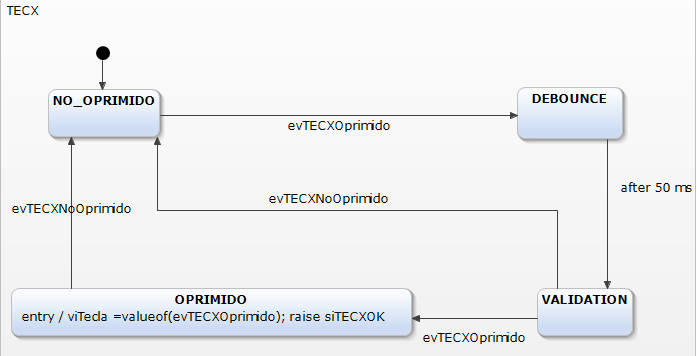 TECX
NO_OPRIMIDO
DEBOUNCE
evTECXOprimido
after 50 ms
evTECXNoOprimido
evTECXNoOprimido
OPRIMIDO
entry / viTecla =valueof(evTECXOprimido); raise siTECXOK
VALIDATION
evTECXOprimido